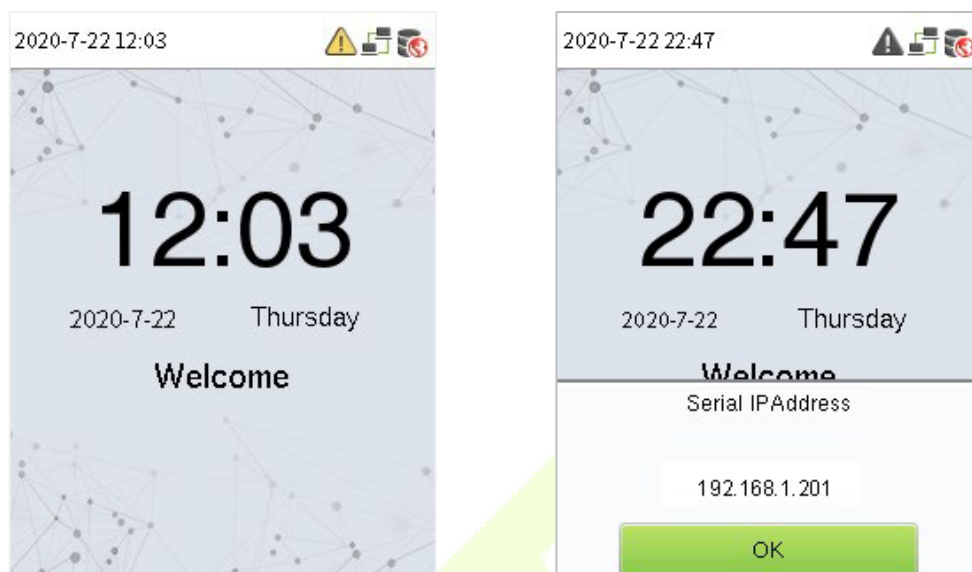 2020-7-22 12:03
12:03
2020-7-22 Thursday
Welcome
2020-7-22 22:47
22:47
2020-7-22 Thursday
Welcome
Serial IPAddress
192.168.1.201
OK